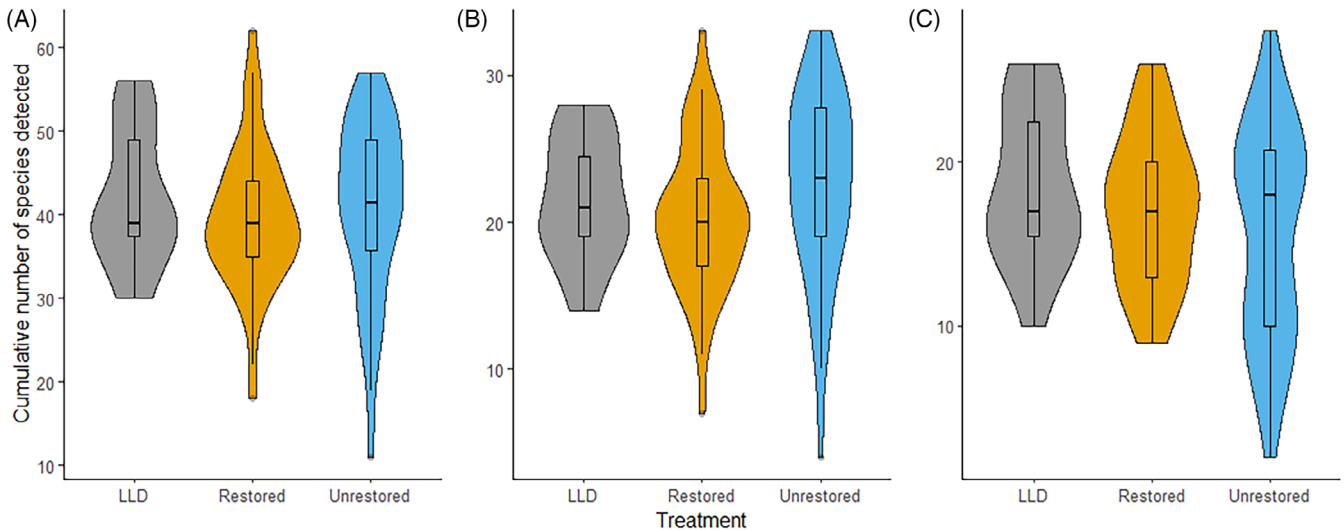 (A)
Cumulative number of species detected
60
50
40
30
20
10
LLD Restored Unrestored
(B)
30
20
10
LLD Restored Unrestored
Treatment
(C)
20
10
LLD Restored Unrestored